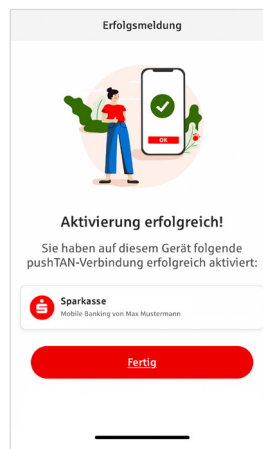 Erfolgsmeldung
OK
Aktivierung erfolgreich!
Sie haben auf diesem Gerät folgende
pushTAN-Verbindung erfolgreich aktiviert:
Sparkasse
Mobile Banking von Max Mustermann
Fertig